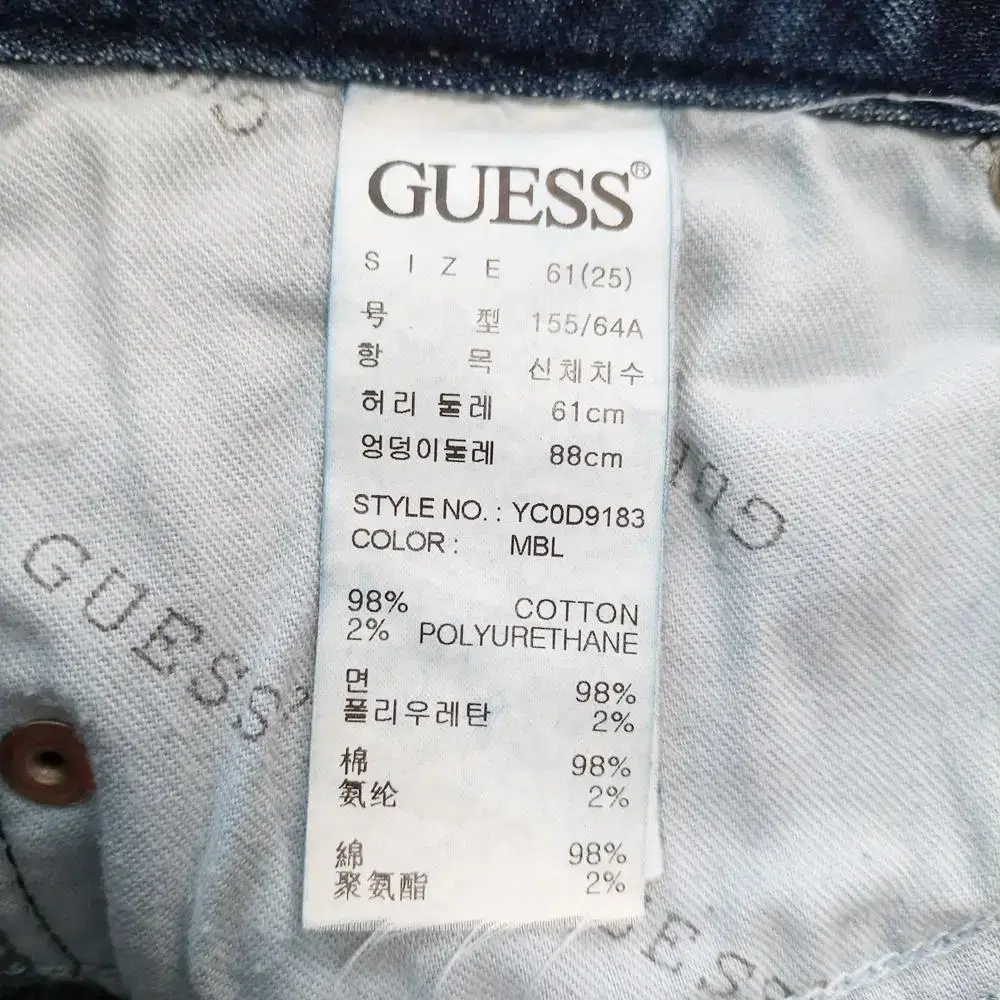 GUESS®
SIZE 61(25)
号型 155/64A
항목 신체치수
허리 둘레 61cm
엉덩이둘레 88cm
STYLE NO. : YC0D9183
COLOR : MBL
98% COTTON
2% POLYURETHANE
면 98%
폴리우레탄 2%
棉 98%
氨纶 2%
綿 98%
聚氨酯 2%
GUESS